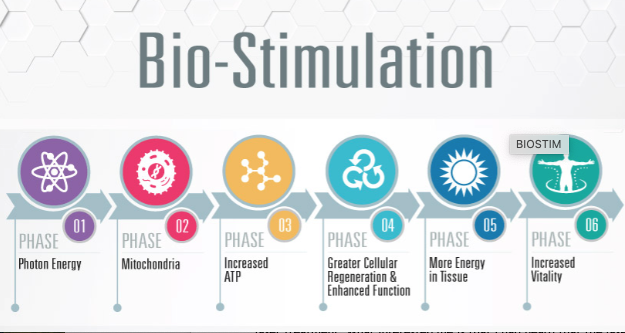 Bio-Stimulation
BIOSTIM
01
PHASE
Photon Energy
02
PHASE
Mitochondria
03
PHASE
Increased
ATP
04
PHASE
Greater Cellular
Regeneration &
Enhanced Function
05
PHASE
More Energy
in Tissue
06
PHASE
Increased
Vitality